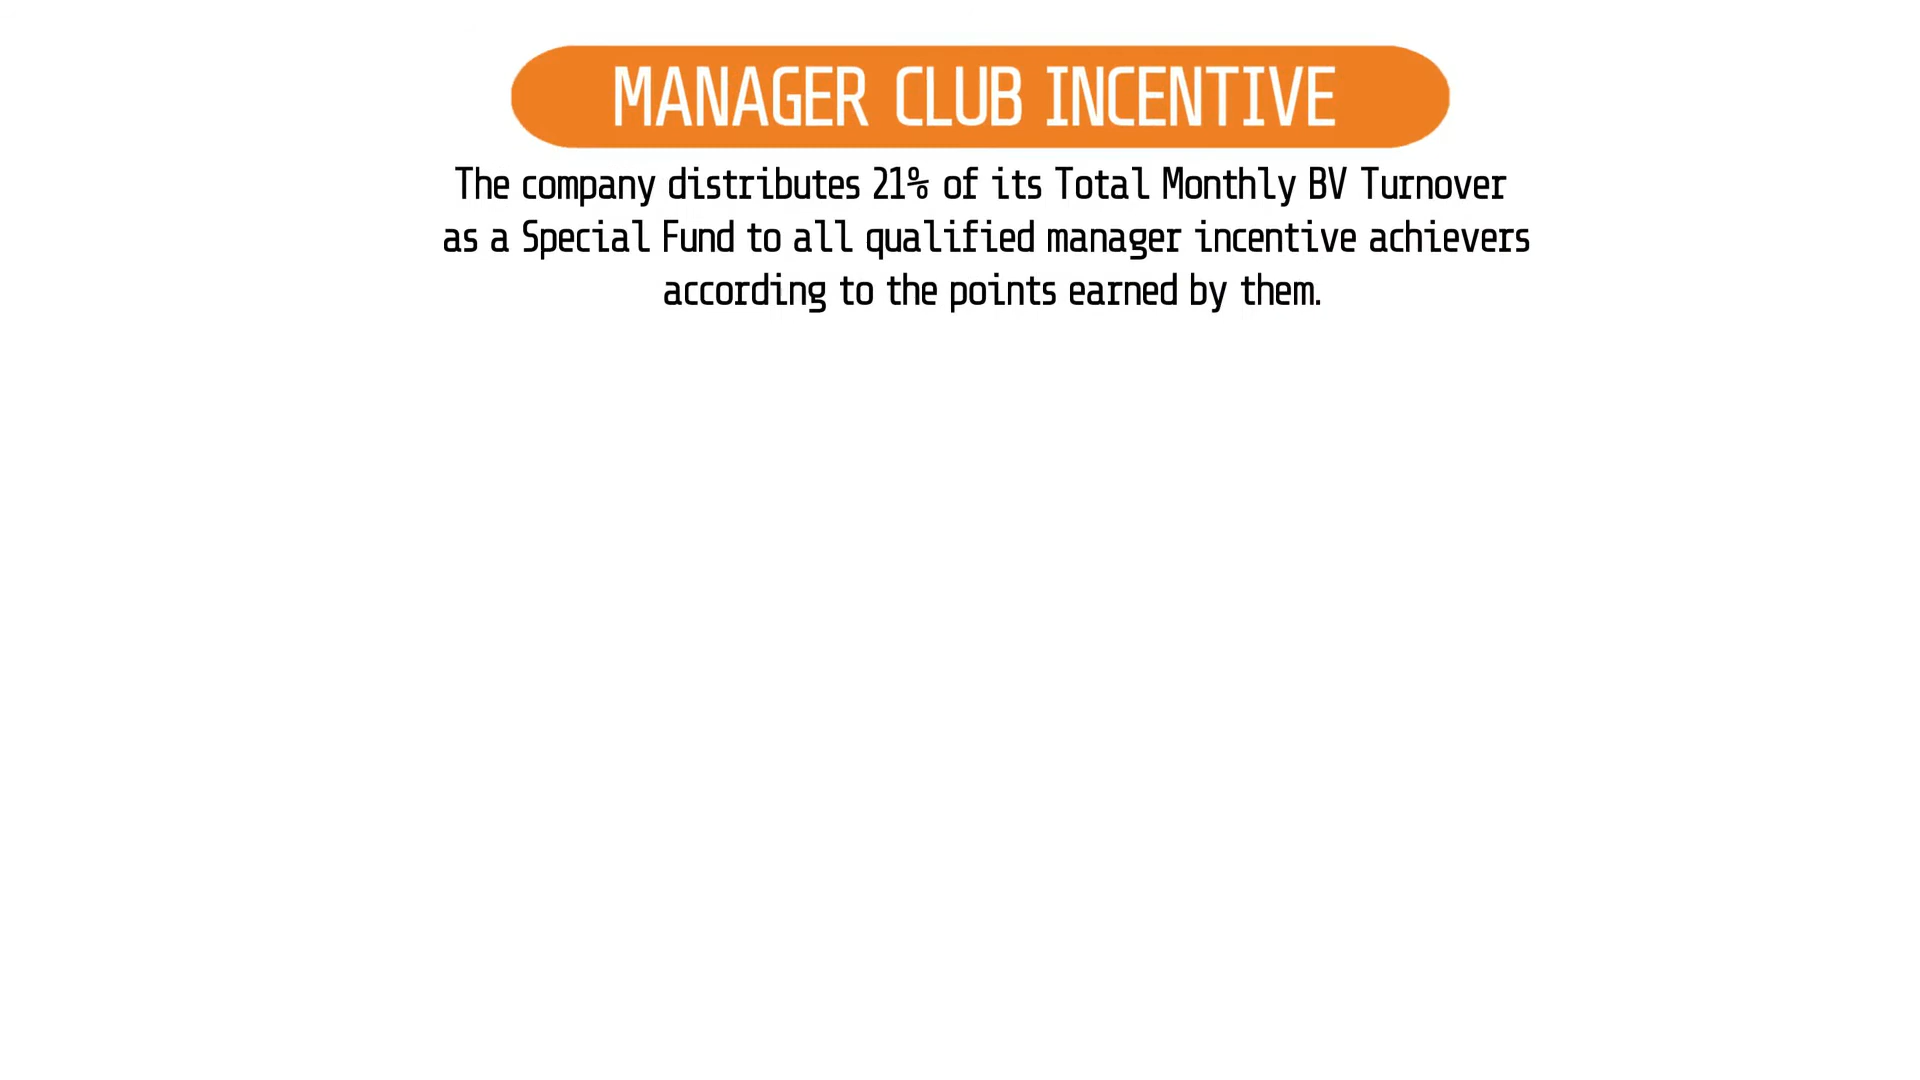 MANAGER CLUB INCENTIVE
The company distributes 21% of its Total Monthly BV Turnover
as a Special Fund to all qualified manager incentive achievers
according to the points earned by them.